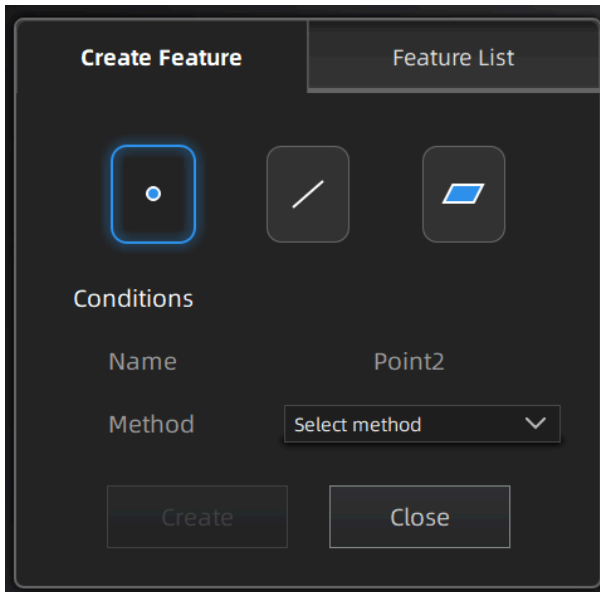 Create Feature
Feature List
Conditions
Name
Point2
Method
Select method
Create
Close